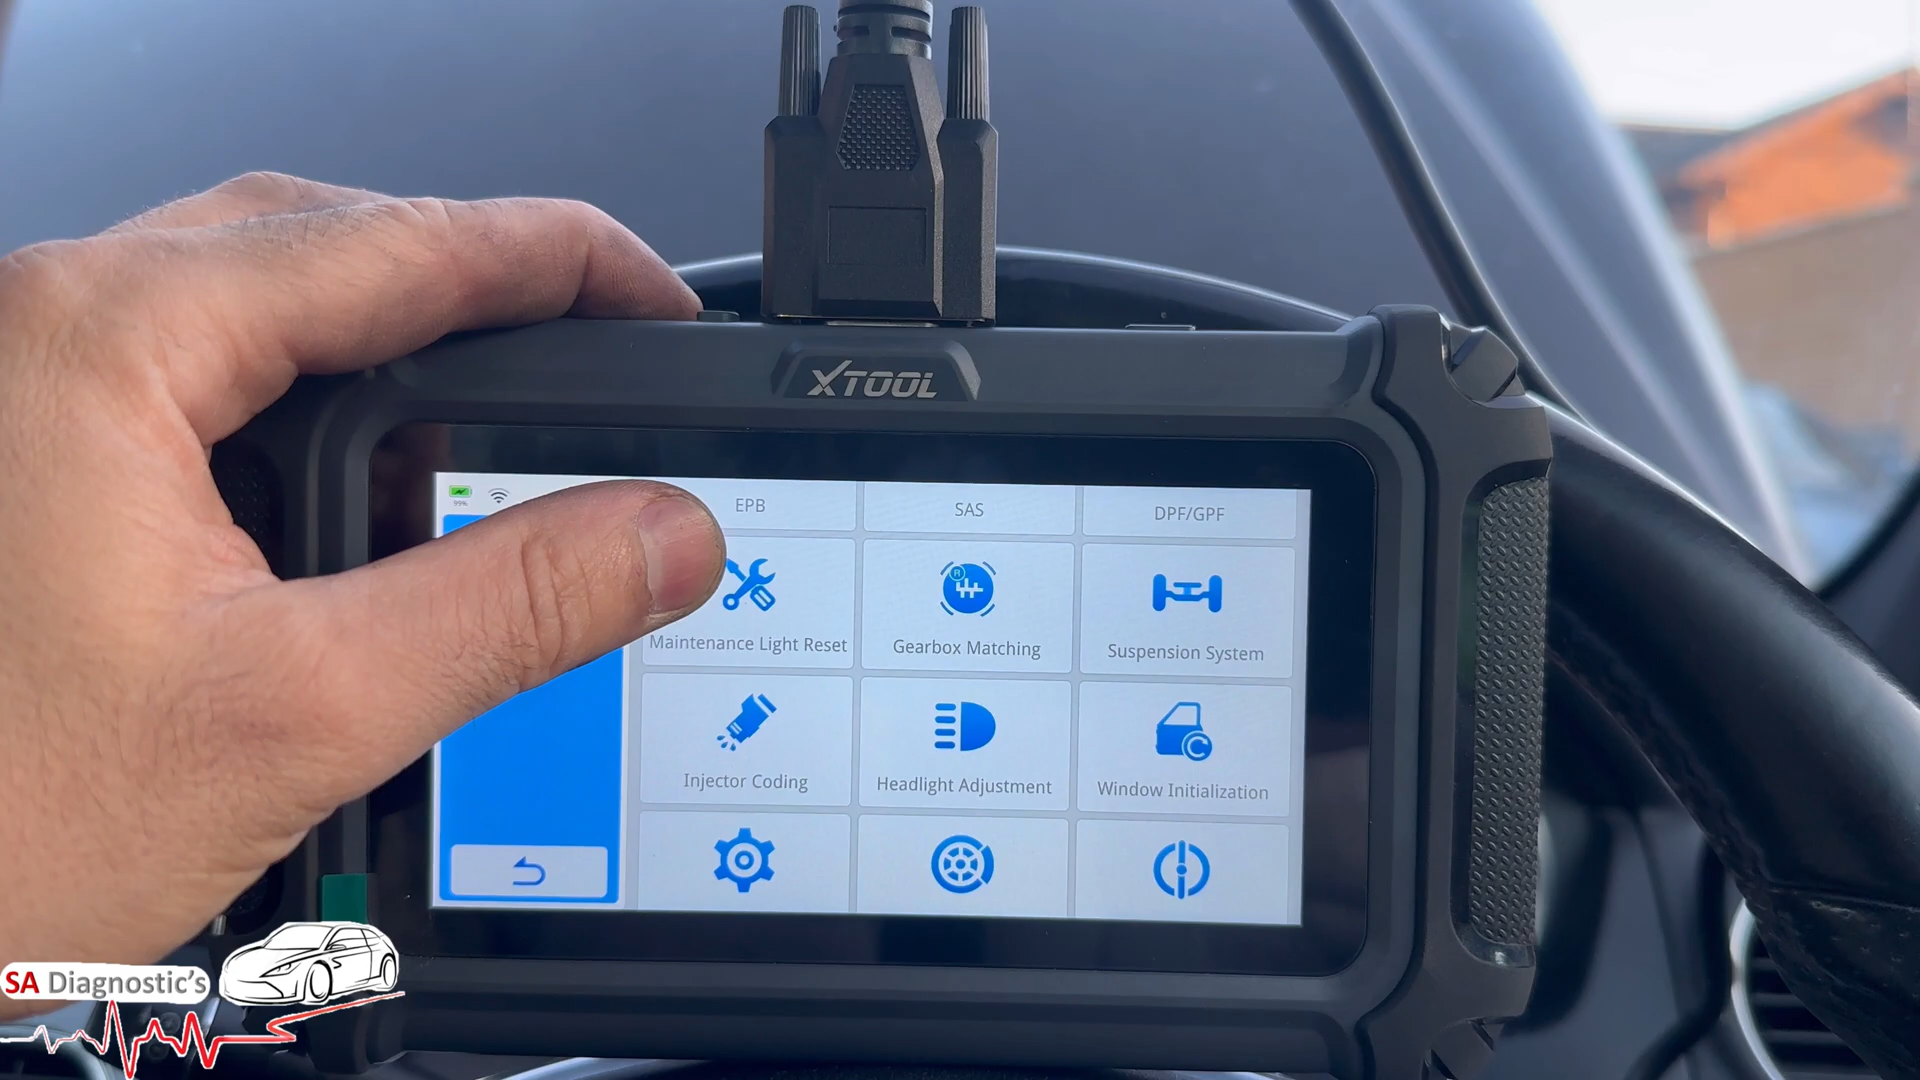 XTOOL
99%
EPB
SAS
DPF/GPF
R
Maintenance Light Reset
Gearbox Matching
Suspension System
Injector Coding
Headlight Adjustment
C
Window Initialization
SA Diagnostic's